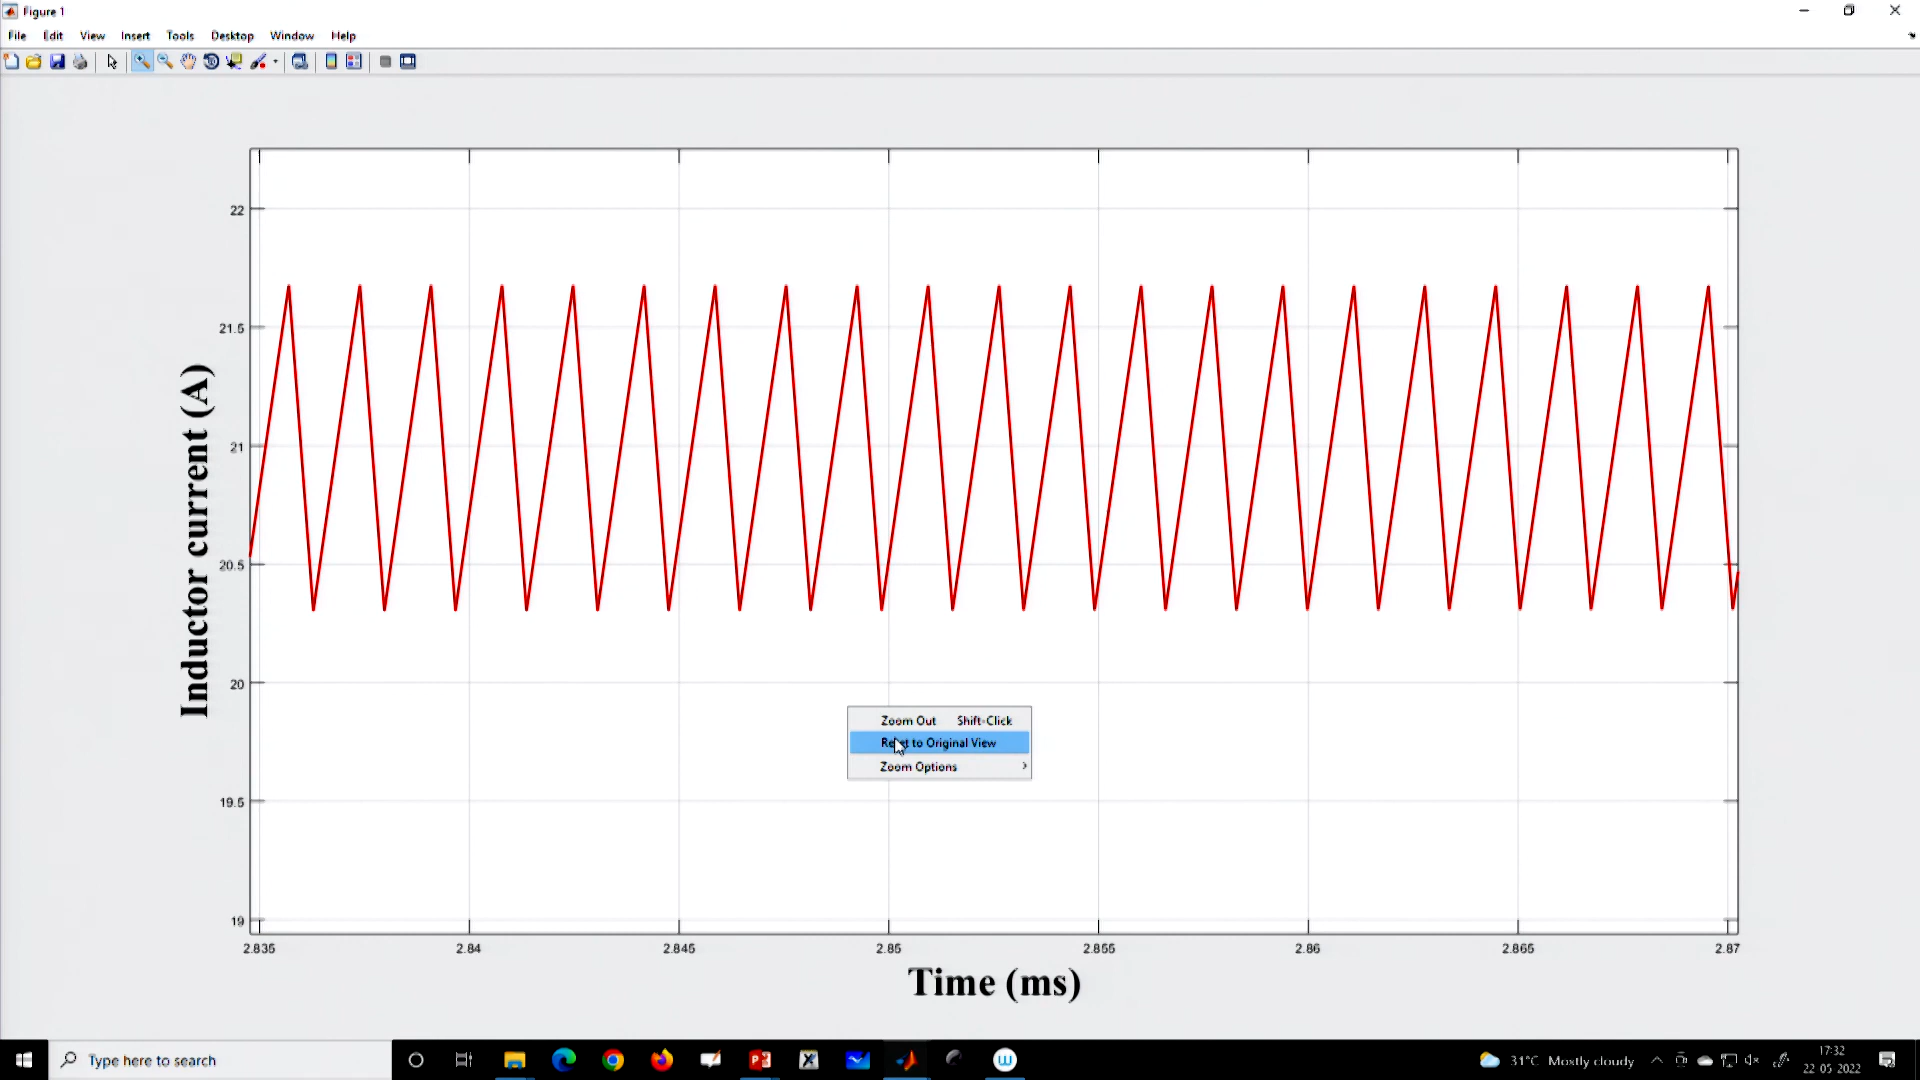 Figure 1
File Edit View Insert Tools Desktop Window Help
22
21.5
21
20.5
20
19.5
19
Inductor current (A)
Zoom Out Shift-Click
Reset to Original View
Zoom Options
2.835 2.84 2.845 2.85 2.855 2.86 2.865 2.87
Time (ms)
Type here to search
31°C Mostly cloudy
17:32
22-05-2022